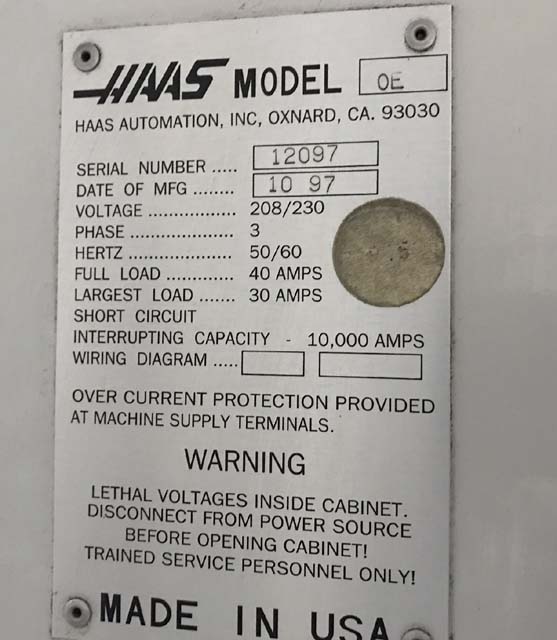 HAAS MODEL OE
HAAS AUTOMATION, INC, OXNARD, CA. 93030
SERIAL NUMBER ..... 12097
DATE OF MFG ........ 10 97
VOLTAGE ................. 208/230
PHASE .................... 3
HERTZ .................... 50/60
FULL LOAD ............. 40 AMPS
LARGEST LOAD ....... 30 AMPS
SHORT CIRCUIT
INTERRUPTING CAPACITY - 10,000 AMPS
WIRING DIAGRAM .....
OVER CURRENT PROTECTION PROVIDED
AT MACHINE SUPPLY TERMINALS.
WARNING
LETHAL VOLTAGES INSIDE CABINET.
DISCONNECT FROM POWER SOURCE
BEFORE OPENING CABINET!
TRAINED SERVICE PERSONNEL ONLY!
MADE IN USA